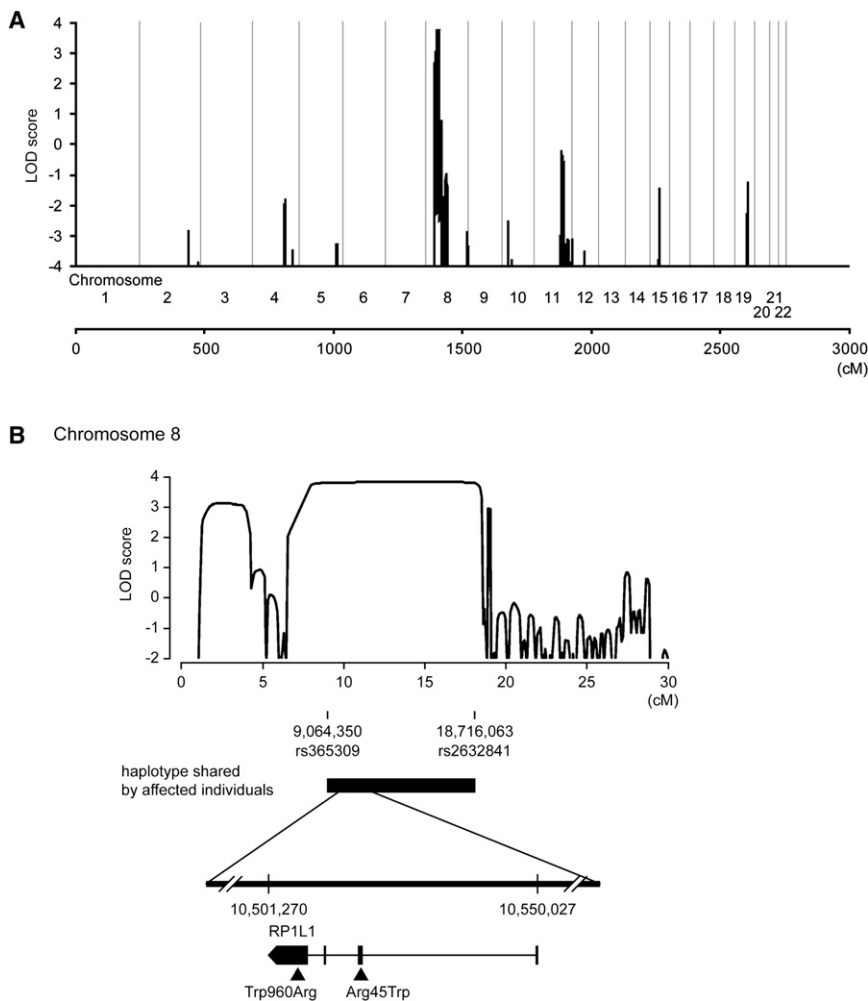 A
4
3
2
1
0
-1
-2
-3
-4
LOD score
Chromosome
1 2 3 4 5 6 7 8 9 10 11 12 13 14 15 16 17 18 19 21
20 22
0 500 1000 1500 2000 2500 3000
(cM)
B Chromosome 8
4
3
2
1
0
-1
-2
LOD score
0 5 10 15 20 25 30
(cM)
9,064,350 18,716,063
rs365309 rs2632841
haplotype shared
by affected individuals
10,501,270 10,550,027
RP1L1
Trp960Arg Arg45Trp